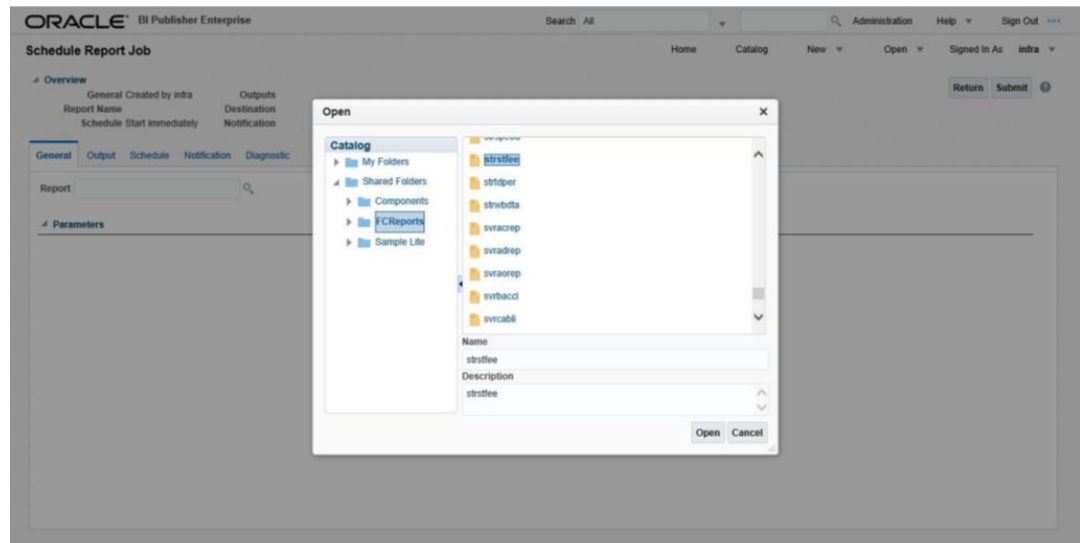 ORACLE BI Publisher Enterprise Search All Administration Help Sign Out
Schedule Report Job Home Catalog New Open Signed In As infra
Overview
General Created by infra Outputs
Report Name Destination
Schedule Start immediately Notification
Return Submit
General Output Schedule Notification Diagnostic
Report
Parameters
Open
Catalog
My Folders
Shared Folders
Components
FCReports
Sample Lite
strstfee
strtdper
strwbdta
svracrep
svradrep
svraorep
svrbaccl
svrcabli
Name
strstfee
Description
strstfee
Open Cancel